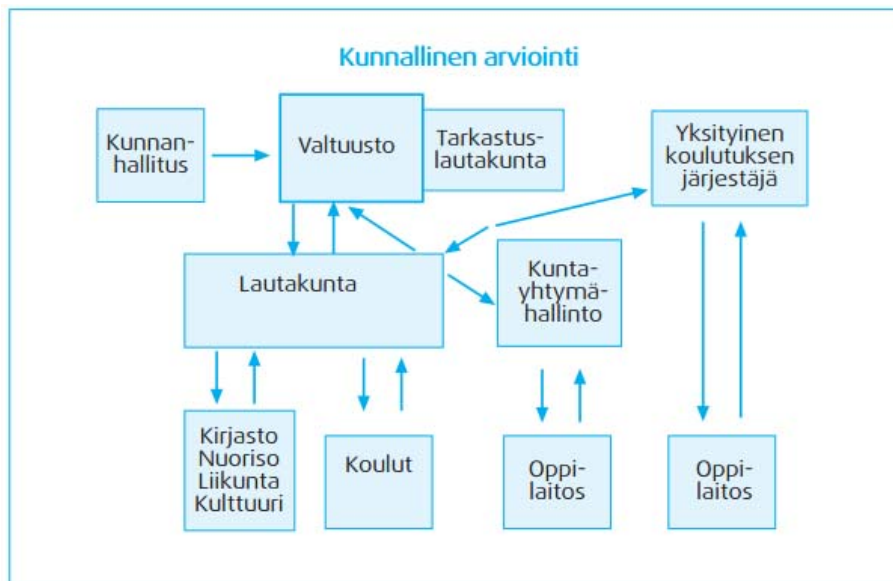 Kunnallinen arviointi
Kunnan-
hallitus
Valtuusto
Tarkastus-
lautakunta
Yksityinen
koulutuksen
järjestäjä
Lautakunta
Kunta-
yhtymä-
hallinto
Kirjasto
Nuoriso
Liikunta
Kulttuuri
Koulut
Oppi-
laitos
Oppi-
laitos